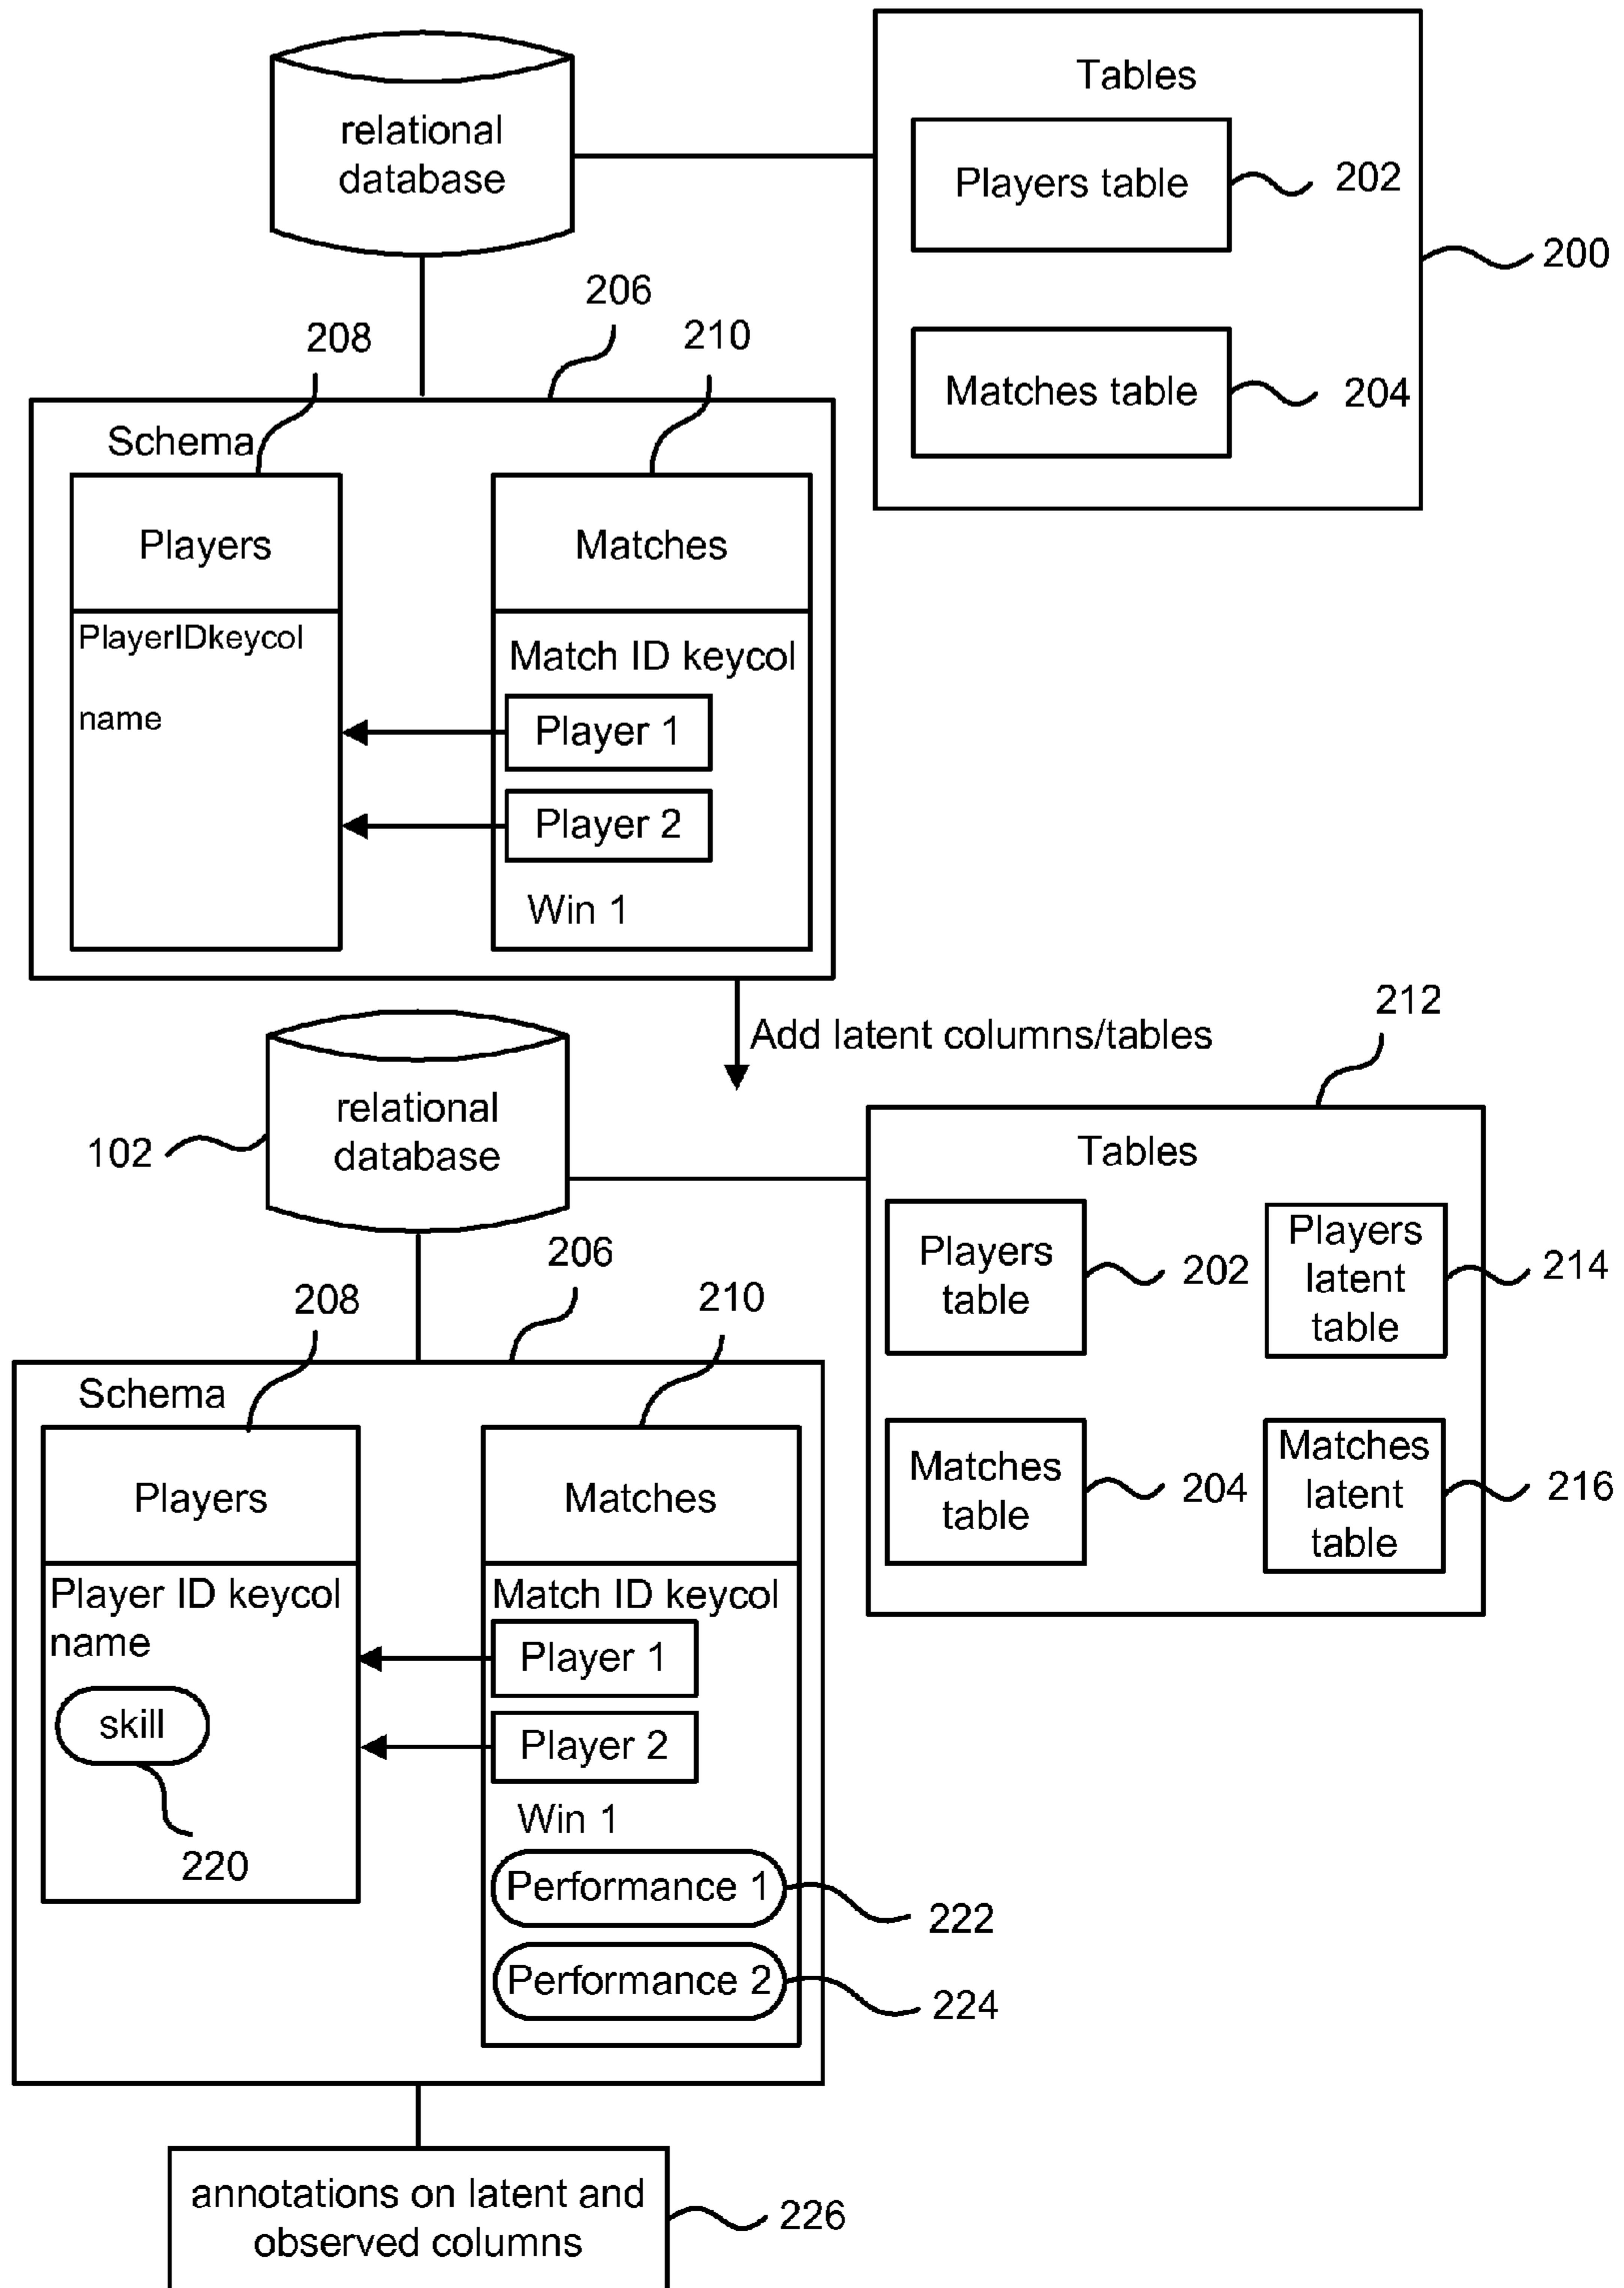 relational
database
Tables
Players table
202
200
Matches table
204
206
208
210
Schema
Players
Matches
PlayerIDkeycol
name
Match ID keycol
Player 1
Player 2
Win 1
Add latent columns/tables
212
102
relational
database
Tables
Players
table
202
Players
latent
table
214
Matches
table
204
Matches
latent
table
216
206
208
210
Schema
Players
Matches
Player ID keycol
name
skill
220
Match ID keycol
Player 1
Player 2
Win 1
Performance 1
222
Performance 2
224
annotations on latent and
observed columns
226